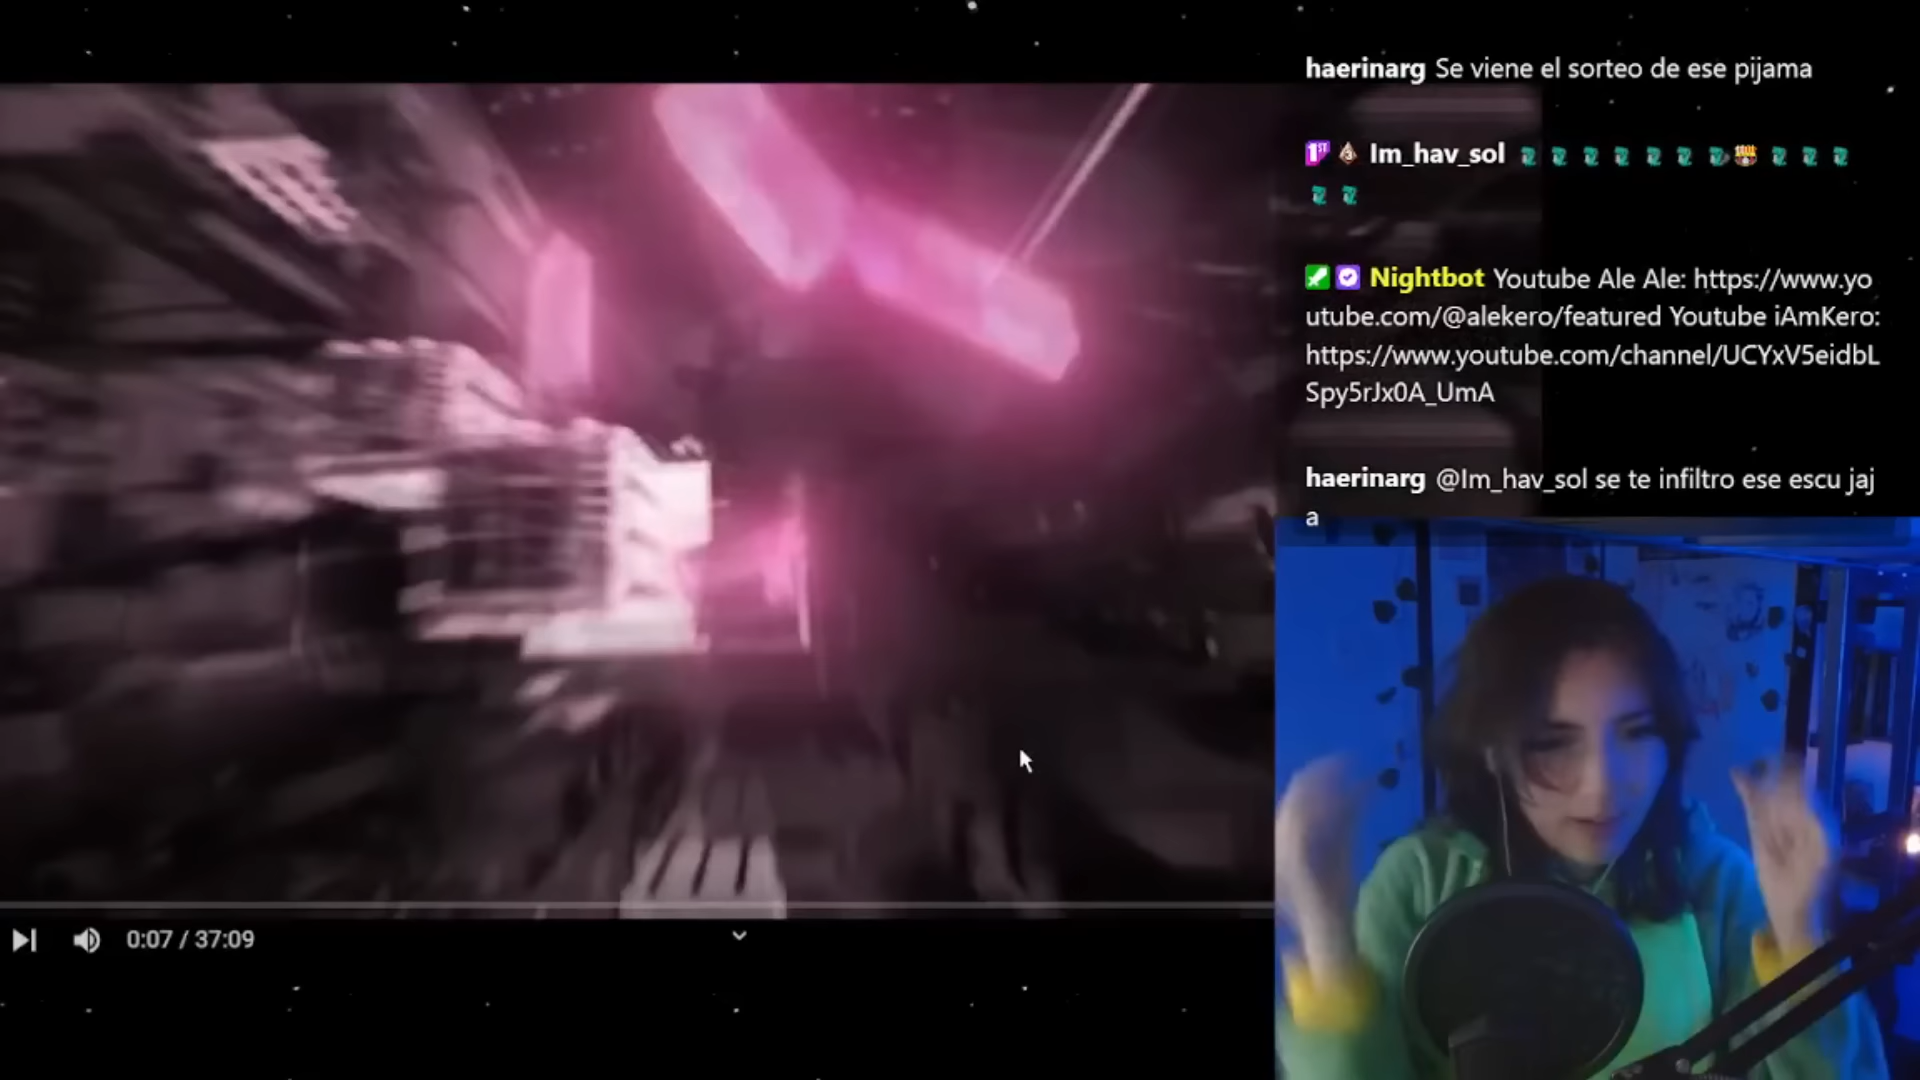 haerinarg Se viene el sorteo de ese pijama
1ST 3 Im_hav_sol
Nightbot Youtube Ale Ale: https://www.yo
utube.com/@alekero/featured Youtube iAmKero:
https://www.youtube.com/channel/UCYxV5eidbL
Spy5rJx0A_UmA
haerinarg @Im_hav_sol se te infiltro ese escu jaj
a
0:07 / 37:09